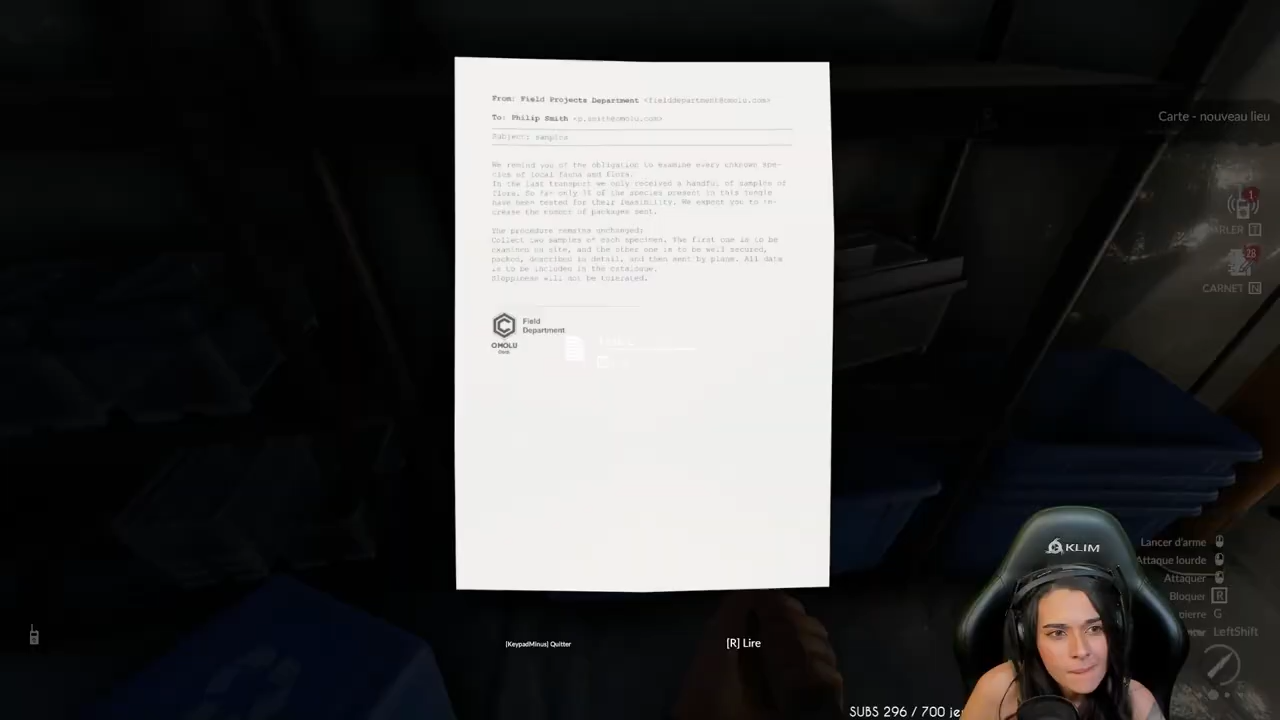 From: Field Projects Department <fielddepartment@omolu.com>
To: Philip Smith <p.smith@omolu.com>
Subject: samples
We remind you of the obligation to examine every unknown spe-
cies of local fauna and flora.
In the last transport we only received a handful of samples of
flora. So far only 3% of the species present in this jungle
have been tested for their feasibility. We expect you to in-
crease the number of packages sent.
The procedure remains unchanged:
Collect two samples of each specimen. The first one is to be
examined on site, and the other one is to be well secured,
packed, described in detail, and then sent by plane. All data
is to be included in the catalogue.
Sloppiness will not be tolerated.
Field
Department
OMOLU
Carte - nouveau lieu
1
PARLER T
28
CARNET N
KLIM
Lancer d'arme
Attaque lourde
Attaquer
Bloquer R
pierre G
LeftShift
[KeypadMinus] Quitter
[R] Lire
SUBS 296 / 700 je